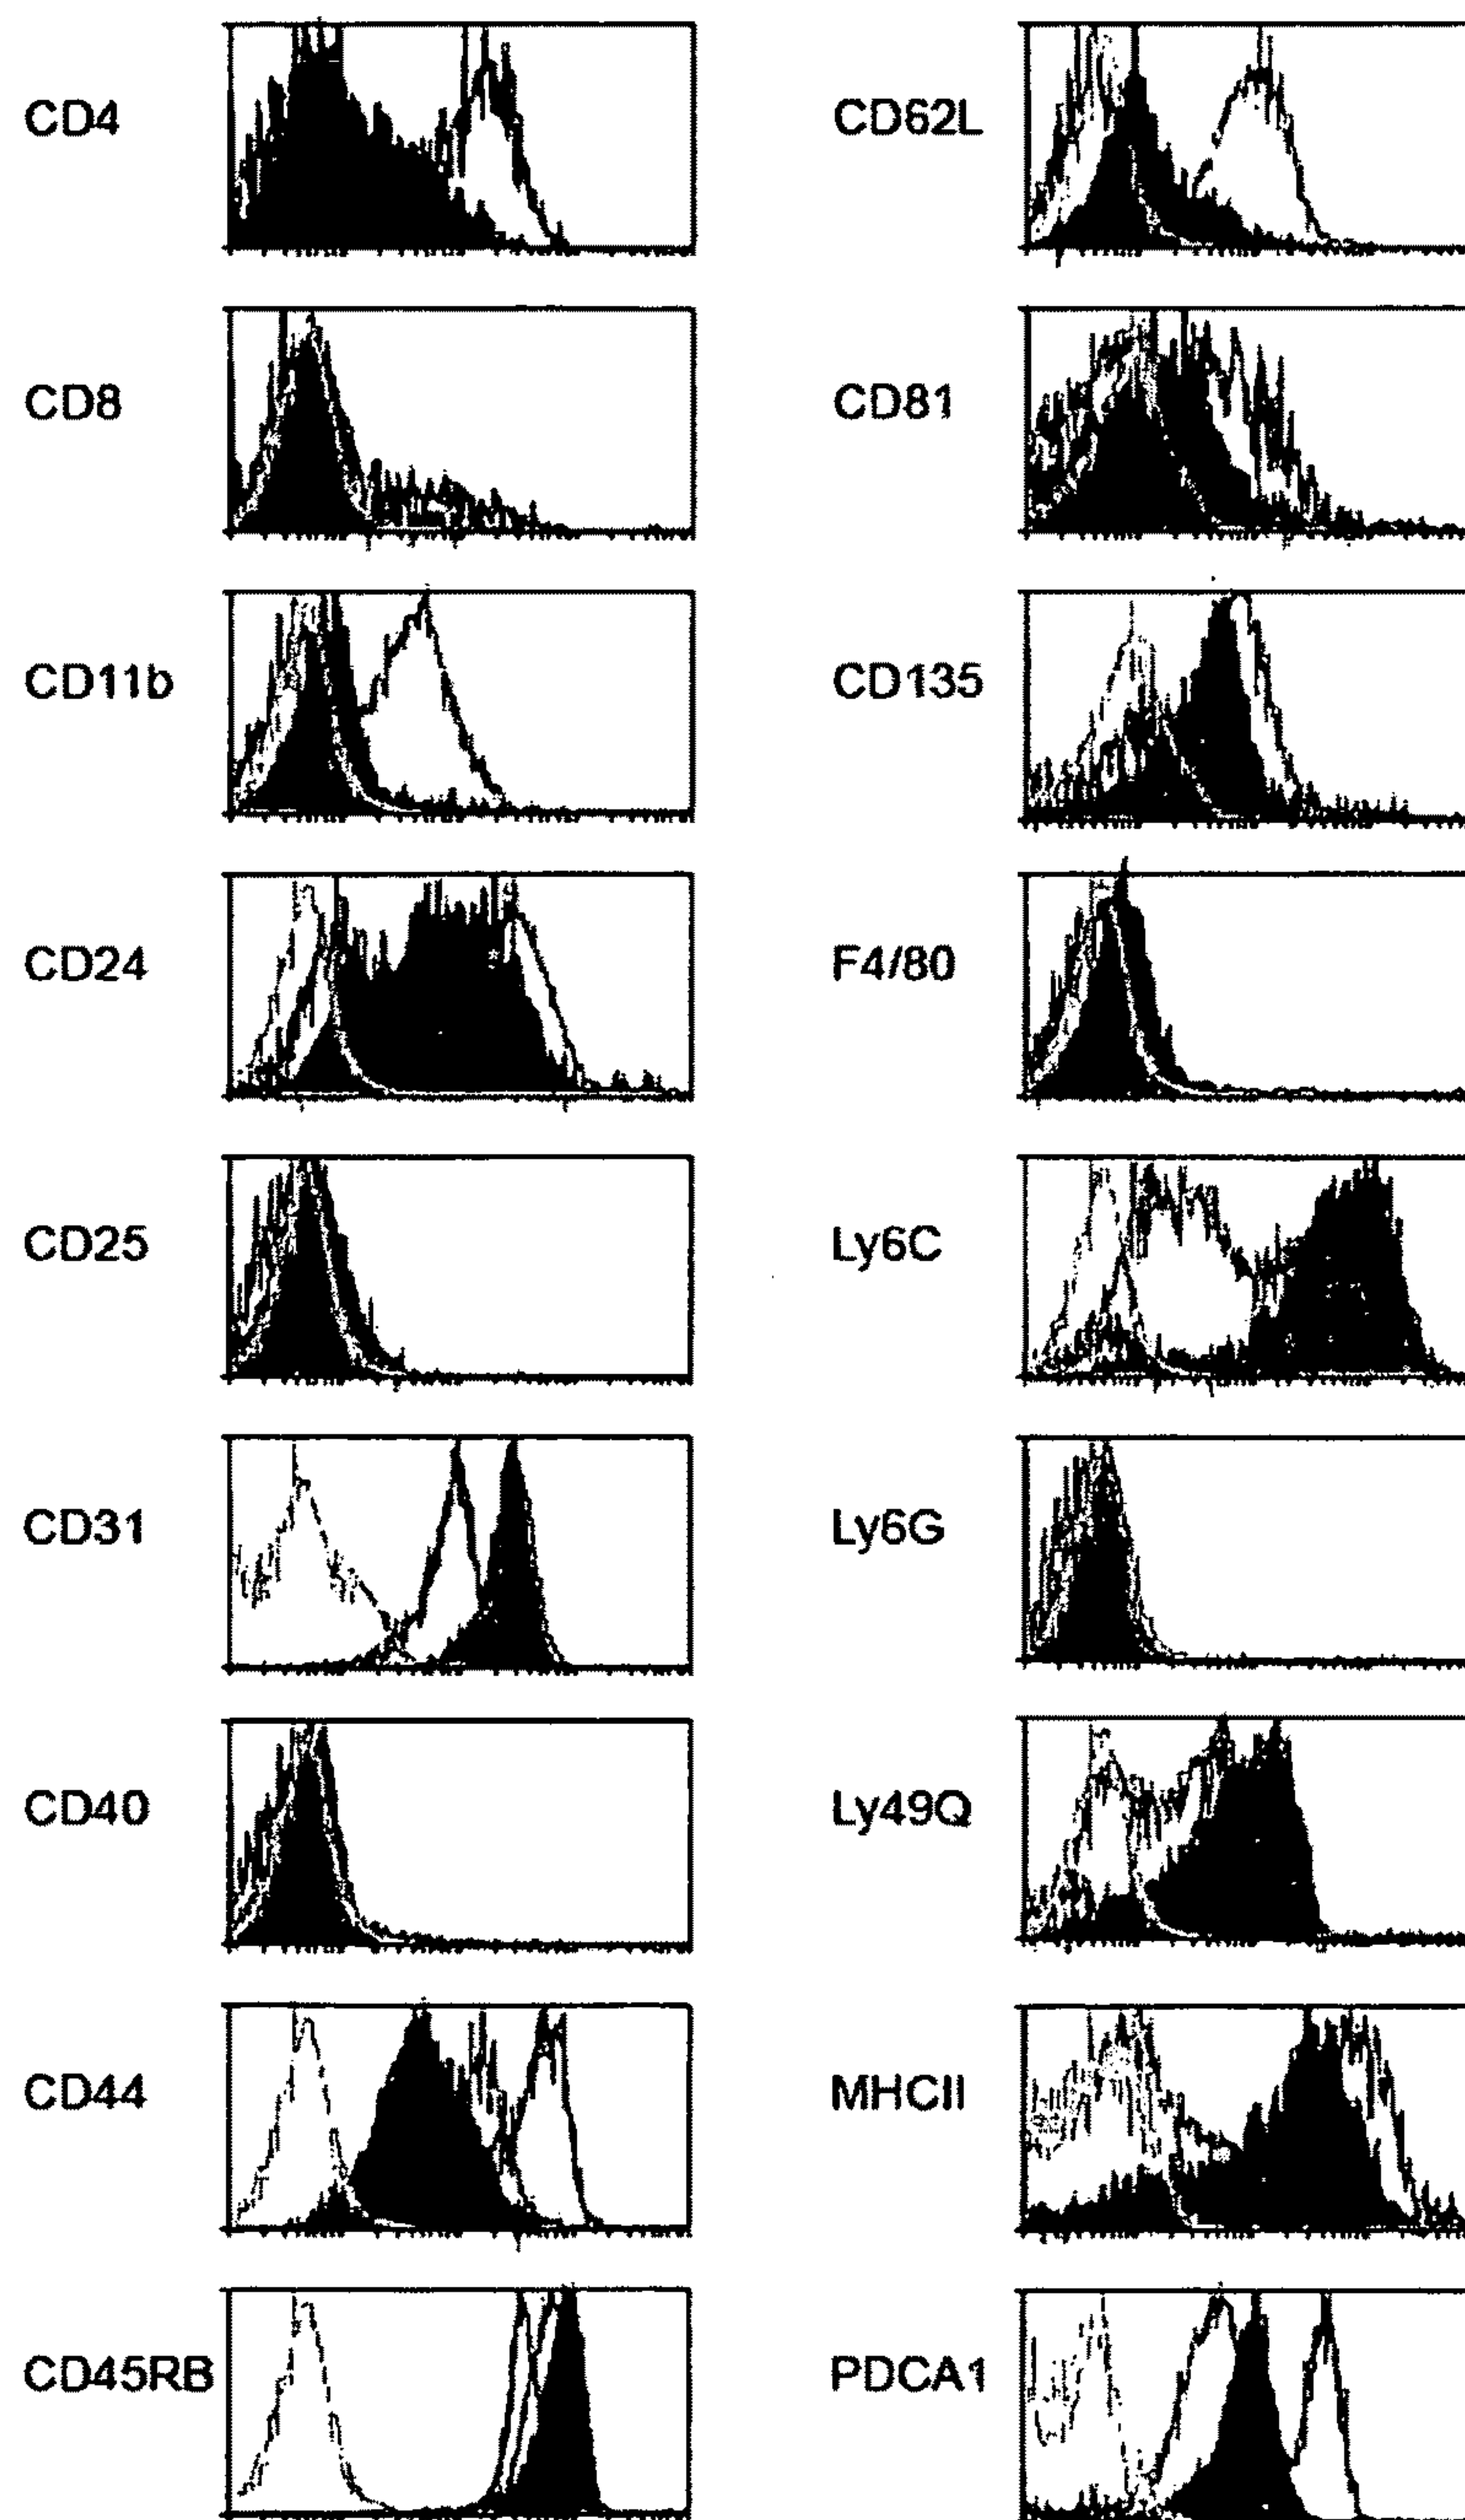 CD4
CD62L
CD8
CD81
CD11b
CD135
CD24
F4/80
CD25
Ly6C
CD31
Ly6G
CD40
Ly49Q
CD44
MHCII
CD45RB
PDCA1